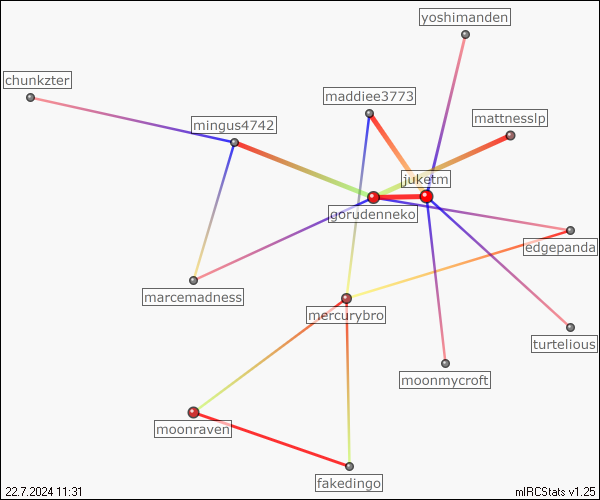 yoshimanden
chunkzter
maddiee3773
mingus4742
mattnesslp
juketm
gorudenneko
edgepanda
marcemadness
mercurybro
turtelious
moonmycroft
moonraven
fakedingo
22.7.2024 11:31
mIRCStats v1.25